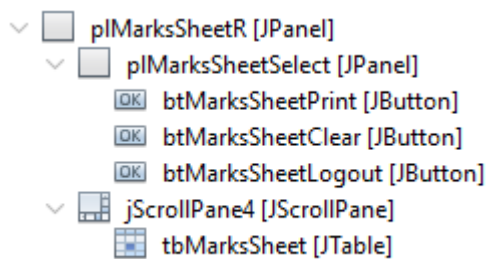 plMarksSheetR [JPanel]
plMarksSheetSelect [JPanel]
OK btMarksSheetPrint [JButton]
OK btMarksSheetClear [JButton]
OK btMarksSheetLogout [JButton]
jScrollPane4 [JScrollPane]
tbMarksSheet [JTable]